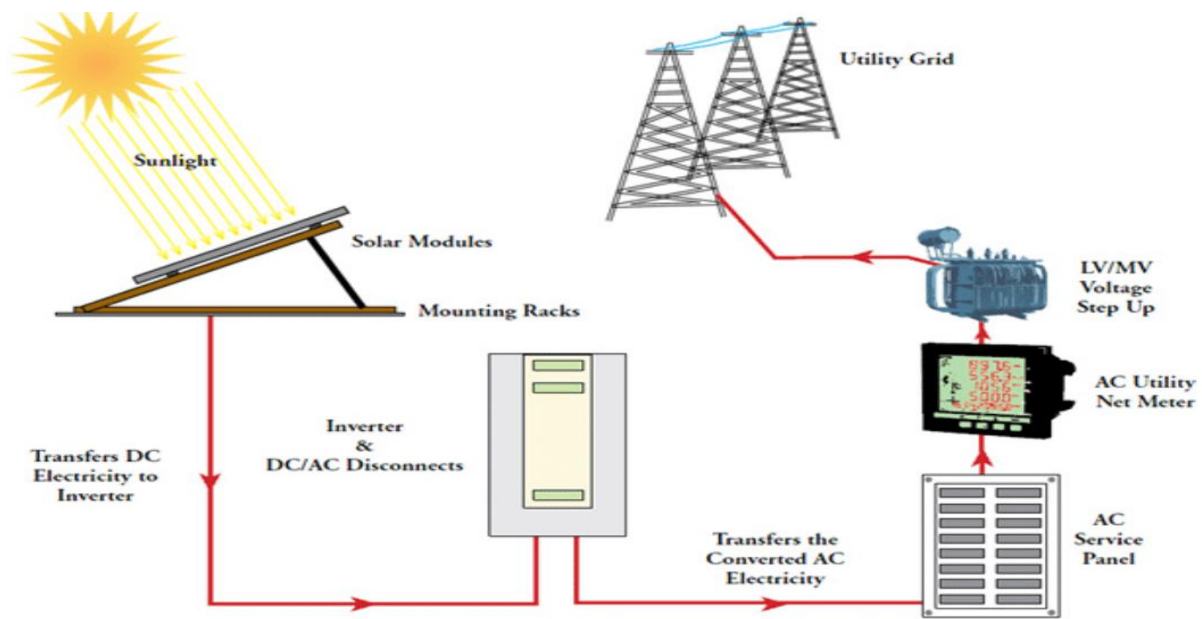 Utility Grid
Sunlight
Solar Modules
Mounting Racks
LV/MV
Voltage
Step Up
AC Utility
Net Meter
Inverter
&
DC/AC Disconnects
Transfers DC
Electricity to
Inverter
Transfers the
Converted AC
Electricity
AC
Service
Panel